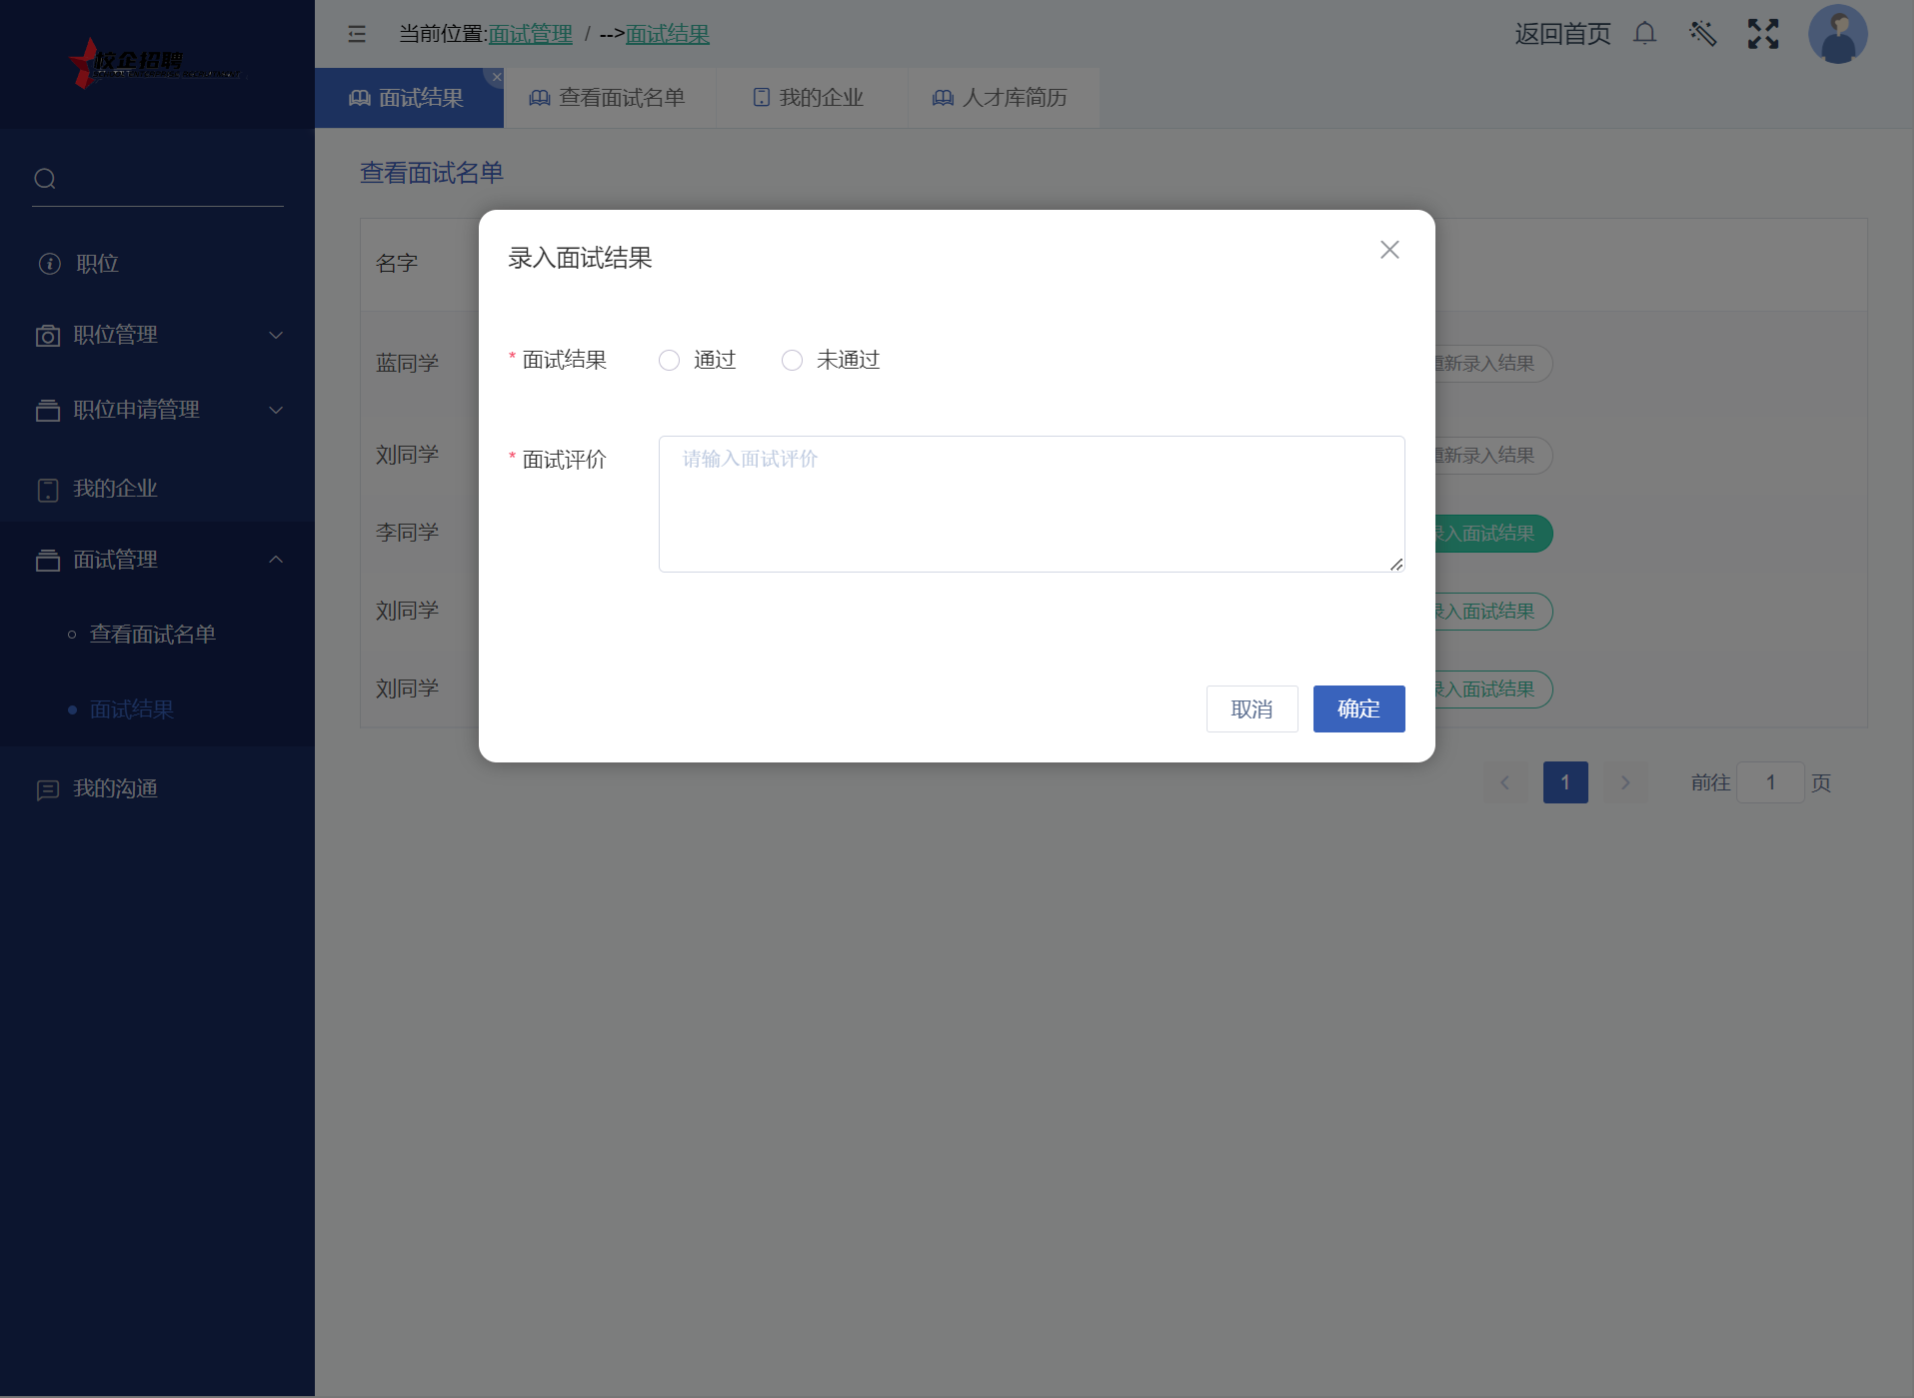 校企招聘
当前位置:面试管理 / -->面试结果
返回首页
面试结果
查看面试名单
我的企业
人才库简历
职位
职位管理
职位申请管理
我的企业
面试管理
查看面试名单
面试结果
我的沟通
查看面试名单
名字
蓝同学
新录入结果
刘同学
新录入结果
李同学
入面试结果
刘同学
入面试结果
刘同学
入面试结果
录入面试结果
* 面试结果 通过 未通过
* 面试评价 请输入面试评价
取消 确定
1 前往 1 页